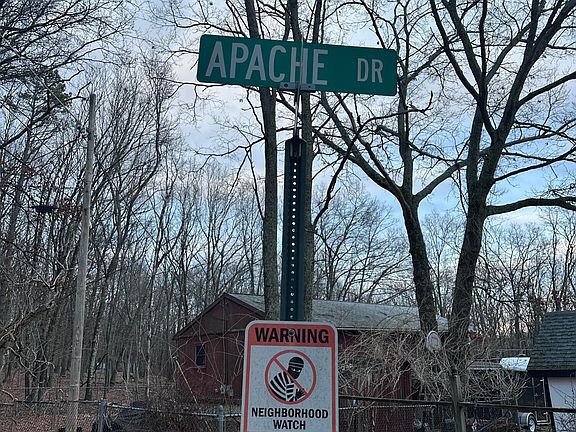 APACHE DR
WARNING
NEIGHBORHOOD
WATCH